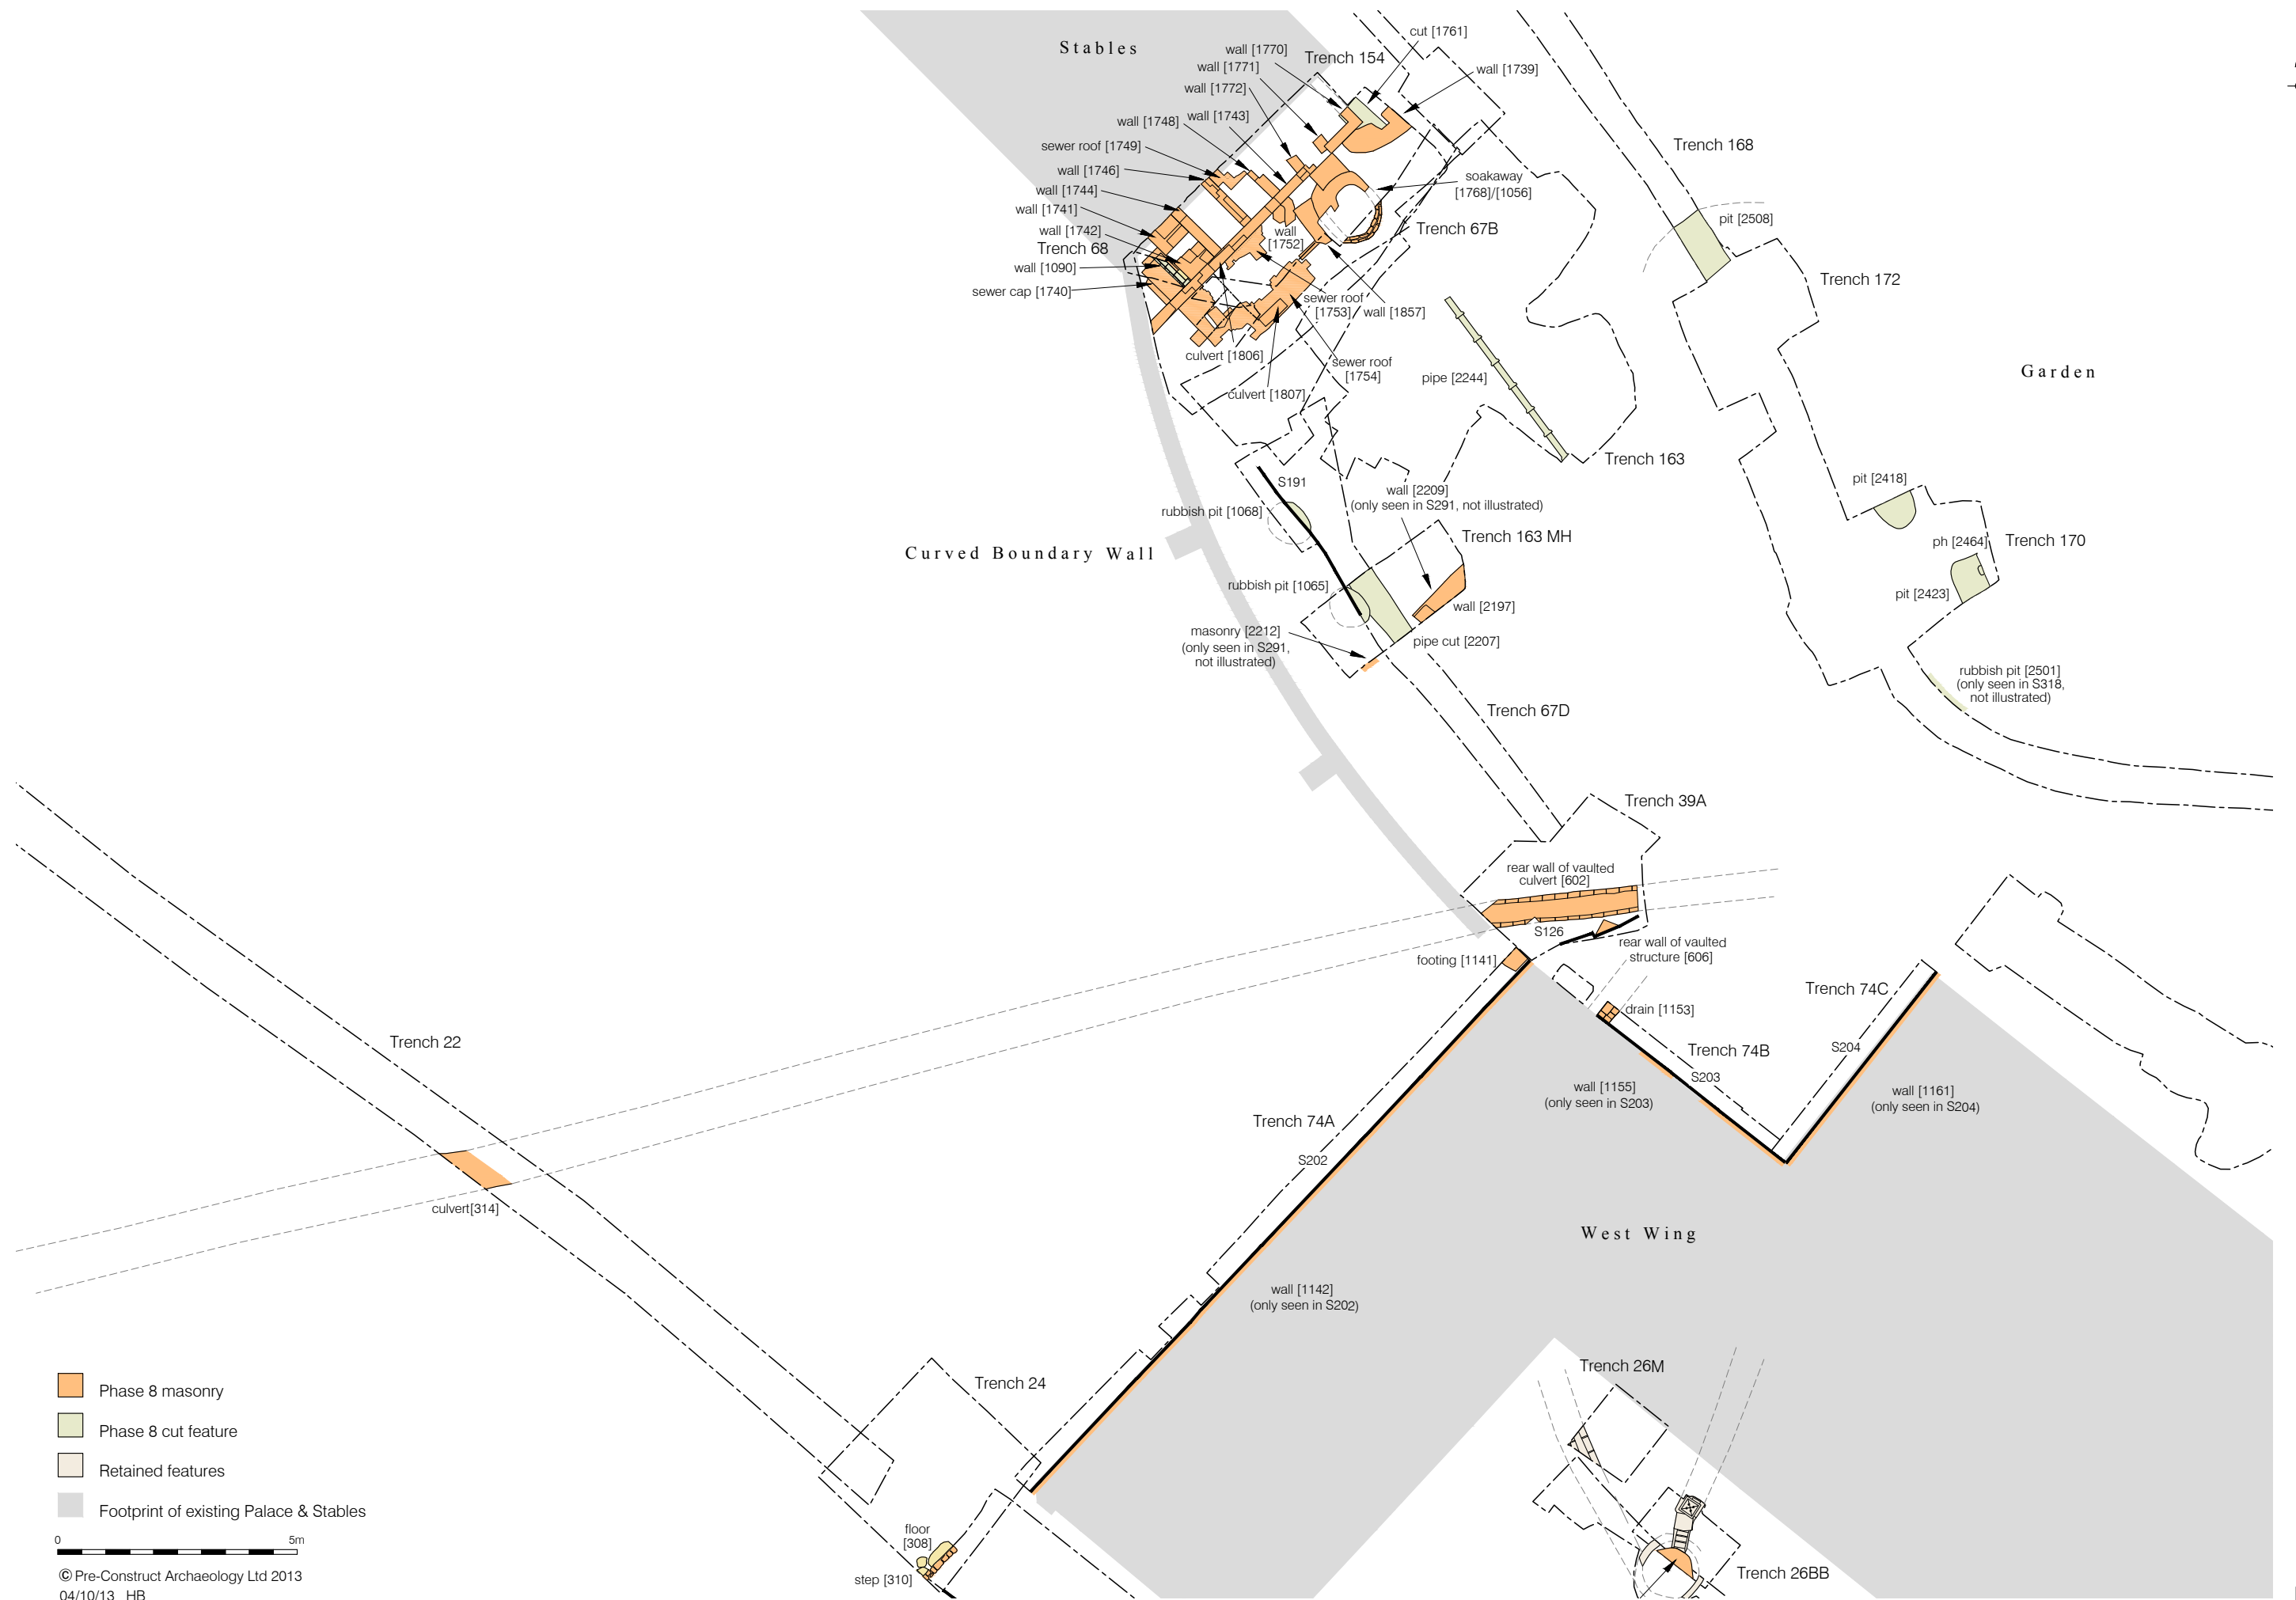 Stables
cut [1761]
wall [1770]
Trench 154
wall [1771]
wall [1739]
wall [1772]
wall [1748]
wall [1743]
sewer roof [1749]
wall [1746]
wall [1744]
wall [1741]
wall [1742]
Trench 68
wall [1090]
sewer cap [1740]
soakaway
[1768]/[1056]
Trench 67B
wall
[1752]
sewer roof
[1753]
wall [1857]
culvert [1806]
sewer roof
[1754]
culvert [1807]
Trench 168
pit [2508]
Trench 172
Garden
pipe [2244]
Trench 163
S191
rubbish pit [1068]
wall [2209]
(only seen in S291, not illustrated)
Trench 163 MH
pit [2418]
ph [2464]
Trench 170
pit [2423]
Curved Boundary Wall
rubbish pit [1065]
wall [2197]
masonry [2212]
(only seen in S291,
not illustrated)
pipe cut [2207]
rubbish pit [2501]
(only seen in S318,
not illustrated)
Trench 67D
Trench 39A
rear wall of vaulted
culvert [602]
S126
rear wall of vaulted
structure [606]
footing [1141]
drain [1153]
Trench 74C
Trench 74B
S204
S203
wall [1155]
(only seen in S203)
wall [1161]
(only seen in S204)
Trench 22
Trench 74A
S202
culvert[314]
West Wing
wall [1142]
(only seen in S202)
Trench 26M
Trench 24
Phase 8 masonry
Phase 8 cut feature
Retained features
Footprint of existing Palace & Stables
0 5m
© Pre-Construct Archaeology Ltd 2013
04/10/13 HB
floor
[308]
step [310]
Trench 26BB